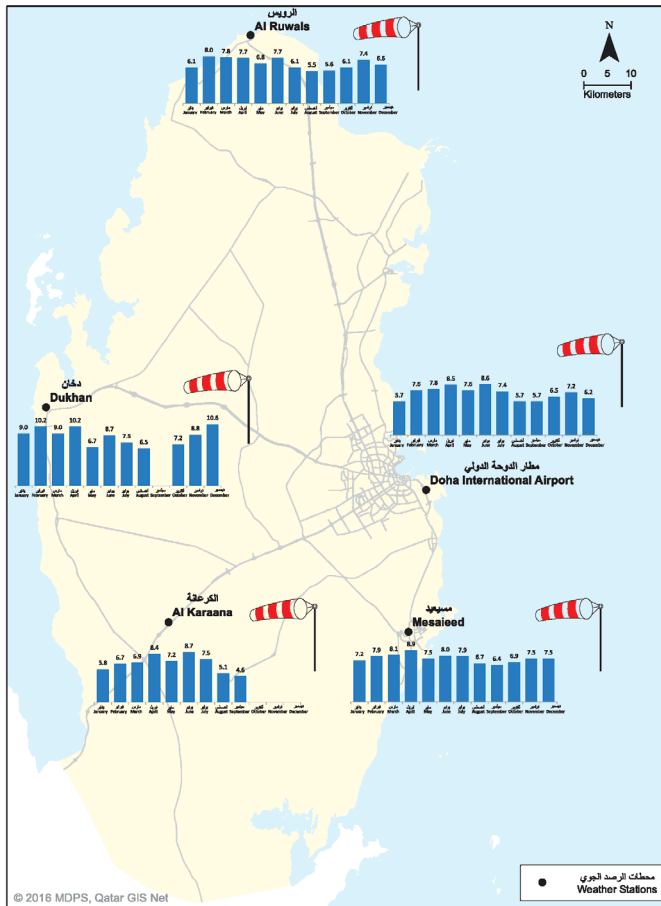 الرويس
Al Ruwais
6.1 8.0 7.8 7.7 6.8 7.7 6.1 5.5 5.6 6.1 7.4 6.6
January February March April May June July August September October November December
N
0 5 10
Kilometers
5.7 7.6 7.8 8.5 7.6 8.6 7.4 5.7 5.7 6.5 7.2 6.2
January February March April May June July August September October November December
دخان
Dukhan
9.0 10.2 9.0 10.2 6.7 8.7 7.5 6.5 7.2 8.8 10.6
January February March April May June July August September October November December
مطار الدوحة الدولي
Doha International Airport
الكرعانة
Al Karaana
5.8 6.7 6.9 8.4 7.2 8.7 7.5 5.1 4.6
January February March April May June July August September October November December
مسيعيد
Mesaieed
7.2 7.9 8.1 8.9 7.5 8.0 7.9 6.7 6.4 6.9 7.5 7.5
January February March April May June July August September October November December
محطات الرصد الجوي
Weather Stations
© 2016 MDPS, Qatar GIS Net